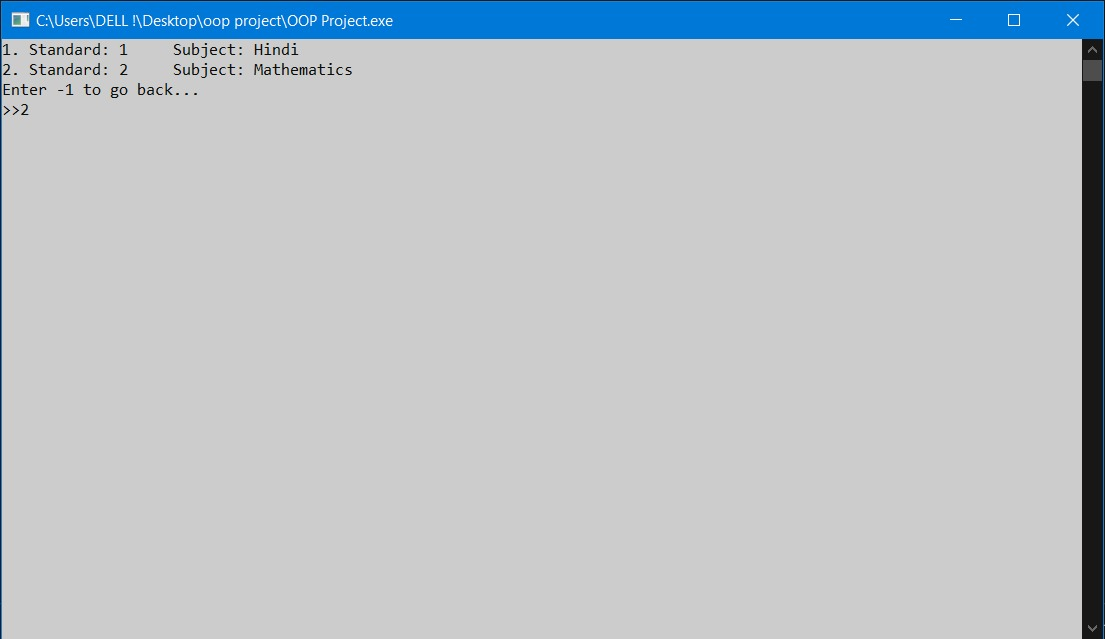 C:\Users\DELL !\Desktop\oop project\OOP Project.exe
1. Standard: 1     Subject: Hindi
2. Standard: 2     Subject: Mathematics
Enter -1 to go back...
>>2